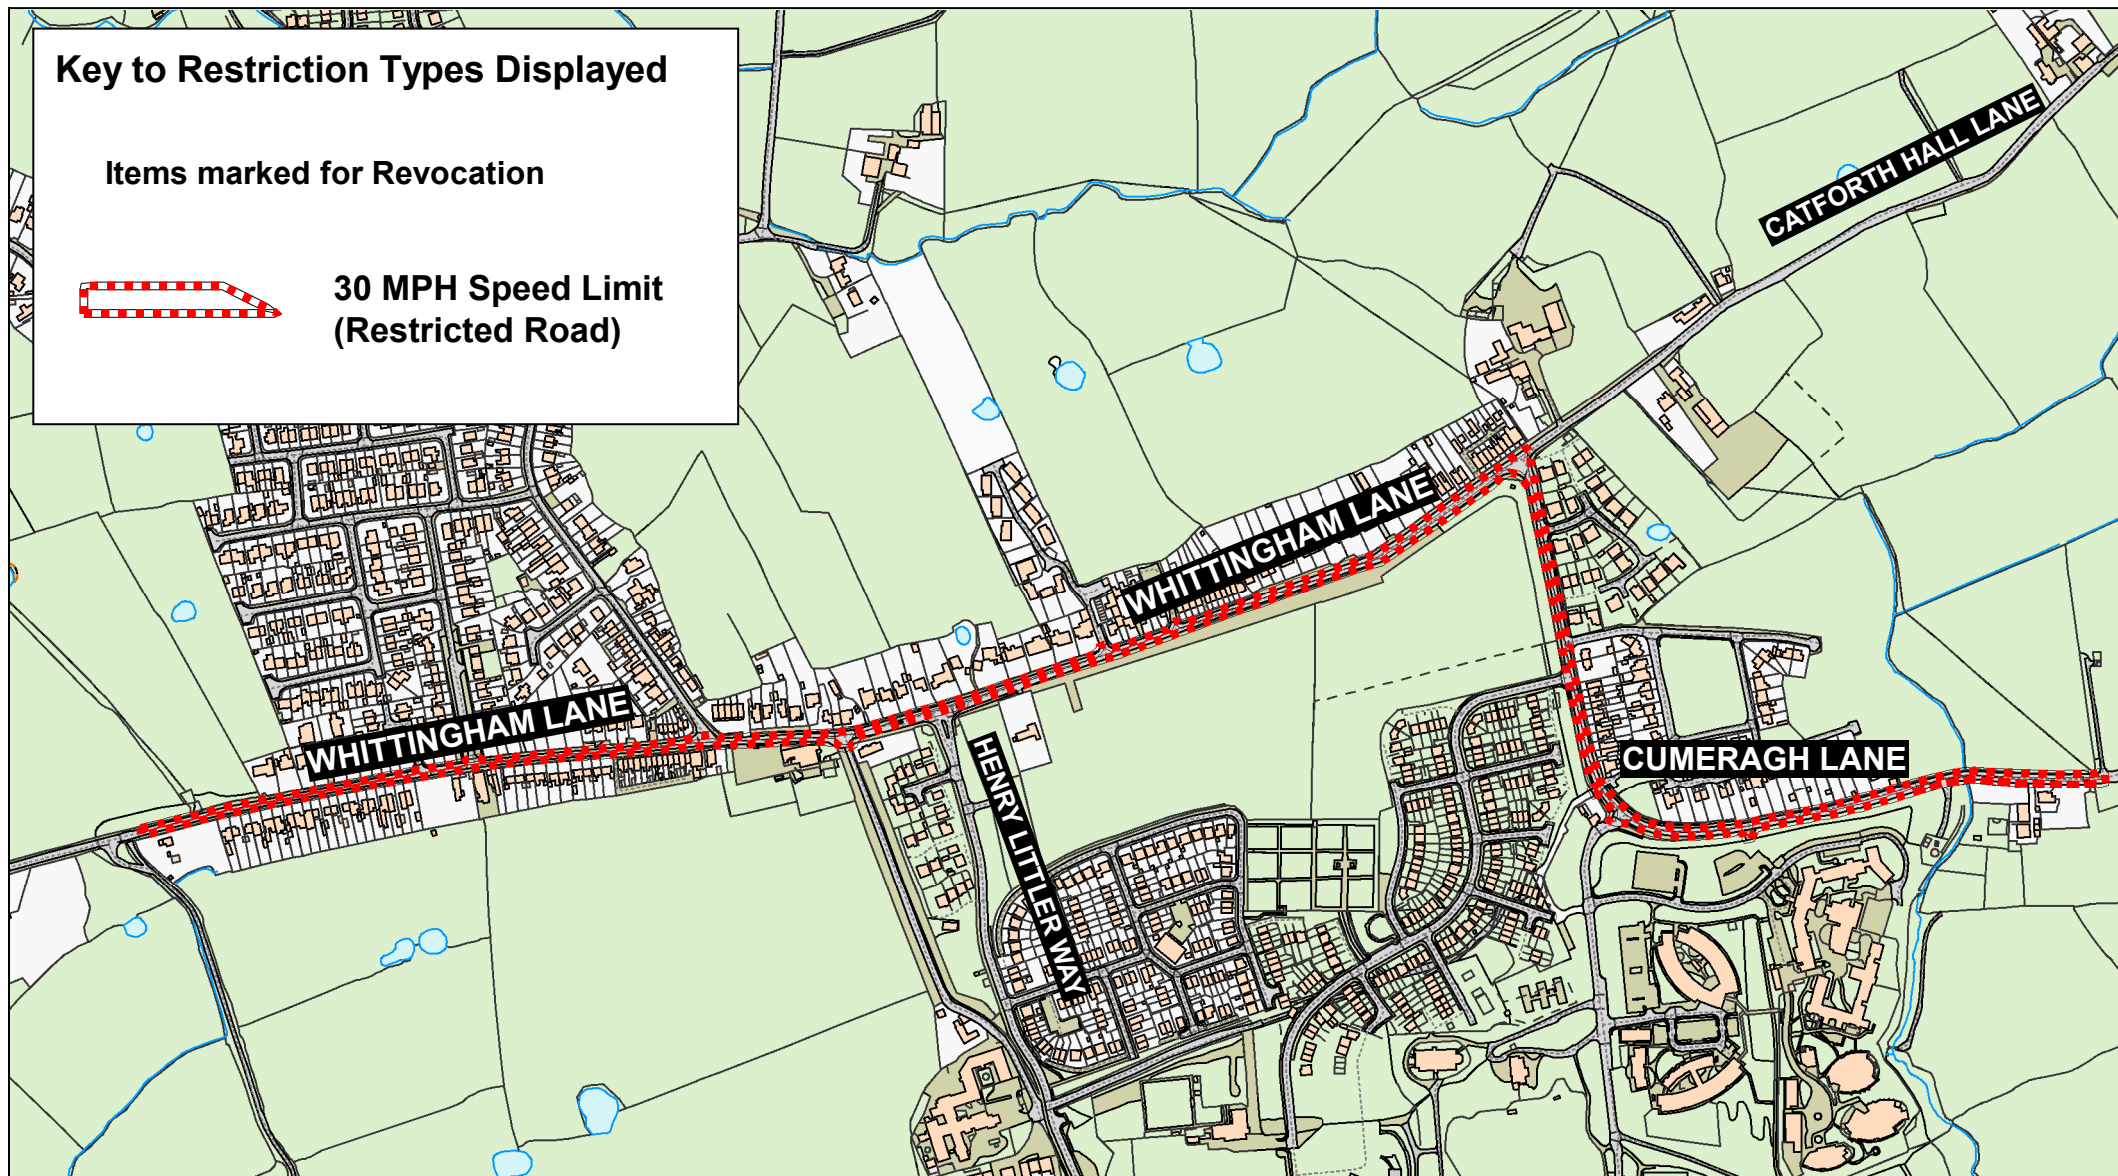 Key to Restriction Types Displayed
Items marked for Revocation
30 MPH Speed Limit
(Restricted Road)
CATFORTH HALL LANE
WHITTINGHAM LANE
WHITTINGHAM LANE
CUMERAGH LANE
HENRY LITTLER WAY